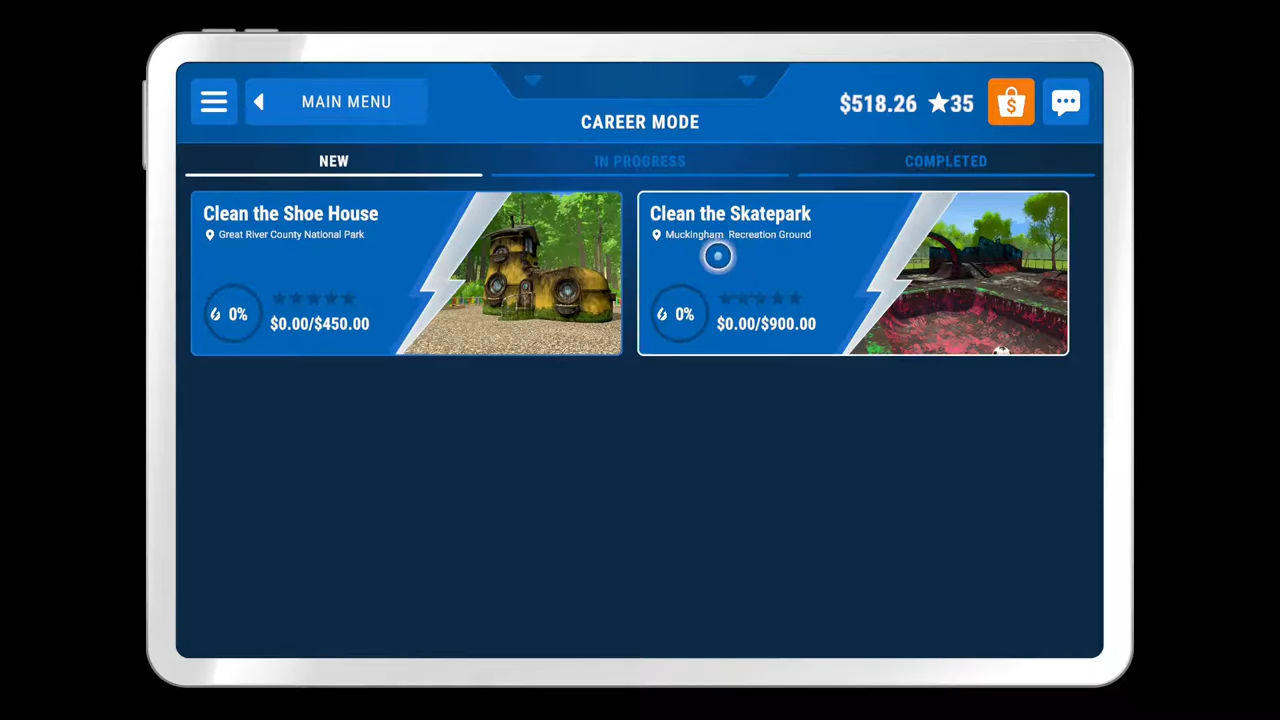 MAIN MENU
$518.26 ★35
CAREER MODE
NEW
IN PROGRESS
COMPLETED
Clean the Shoe House
Great River County National Park
0%
$0.00/$450.00
Clean the Skatepark
Muckingham Recreation Ground
0%
$0.00/$900.00